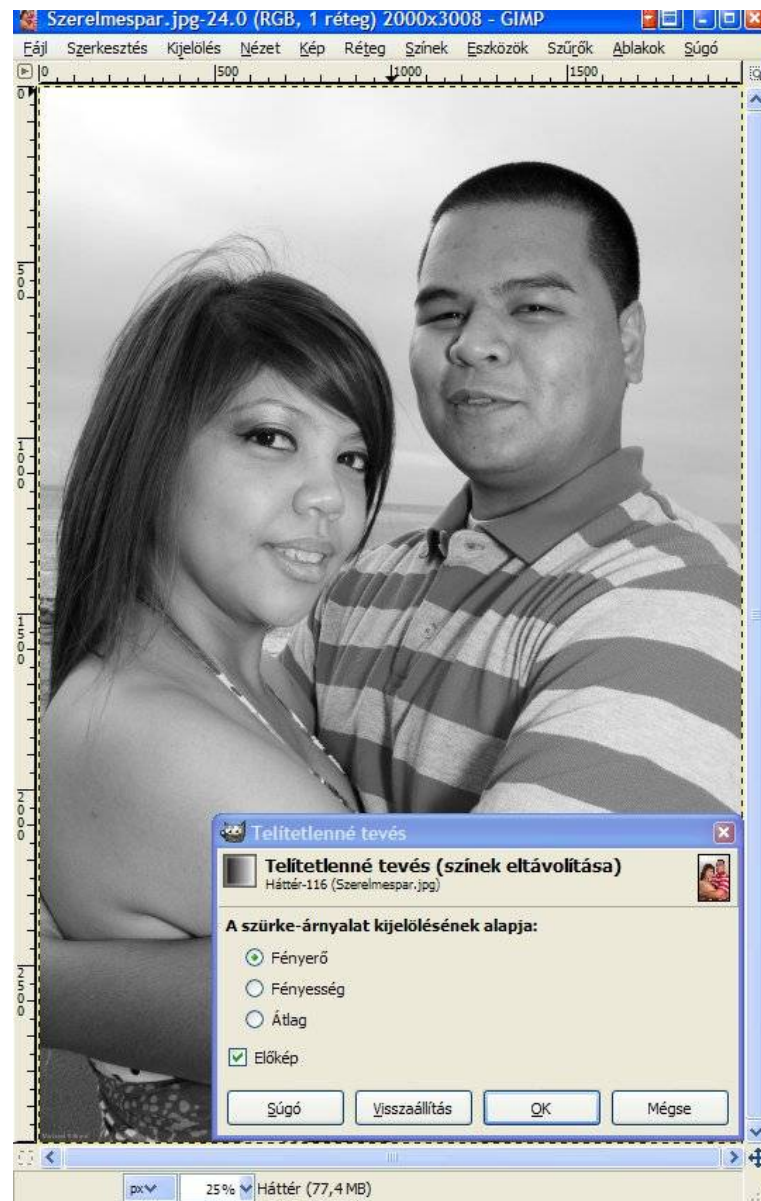 Szerelmespar.jpg-24.0 (RGB, 1 réteg) 2000x3008 – GIMP
Fájl Szerkesztés Kijelölés Nézet Kép Réteg Színek Eszközök Szűrők Ablakok Súgó
0 500 1000 1500
0
500
1000
1500
2000
2500
Telítetlenné tevés
Telítetlenné tevés (színek eltávolítása)
Háttér-116 (Szerelmespar.jpg)
A szürke-árnyalat kijelölésének alapja:
Fényerő
Fényesség
Átlag
Előkép
Súgó Visszaállítás OK Mégse
px 25% Háttér (77,4 MB)